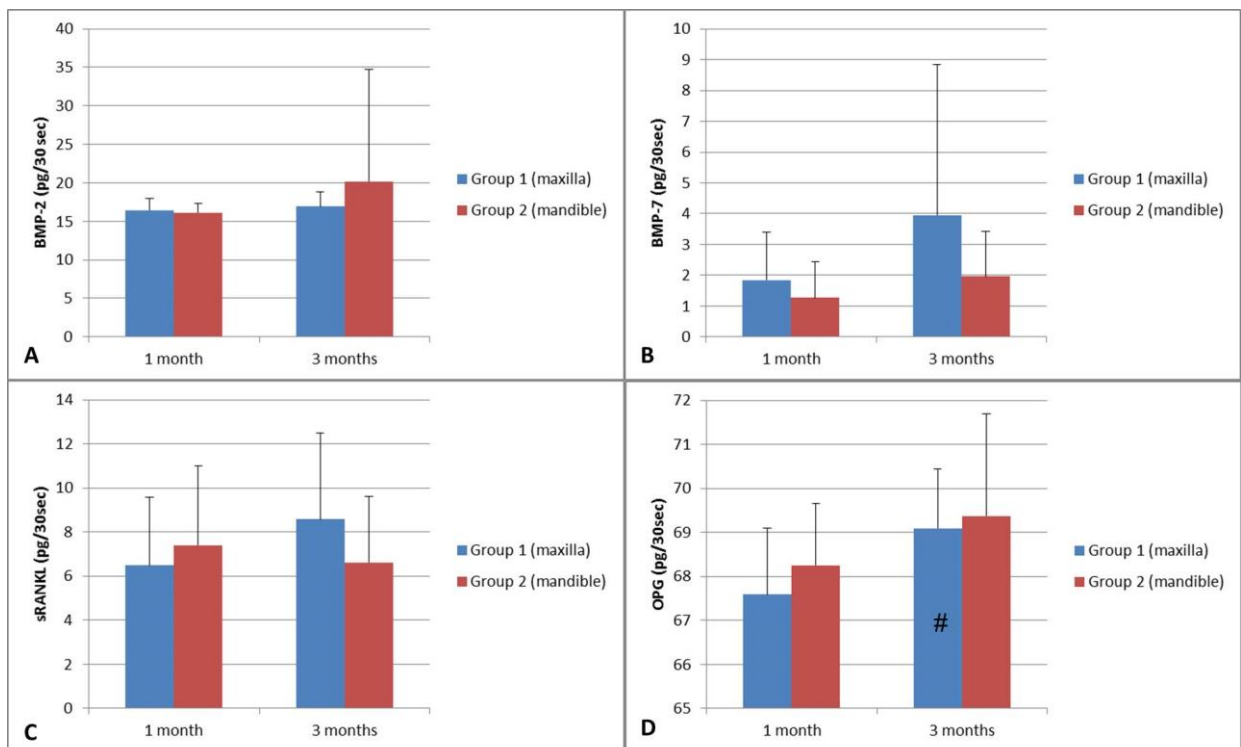 BMP-2 (pg/30 sec)
40
35
30
25
20
15
10
5
0
1 month
3 months
Group 1 (maxilla)
Group 2 (mandible)
A
BMP-7 (pg/30sec)
10
9
8
7
6
5
4
3
2
1
0
1 month
3 months
Group 1 (maxilla)
Group 2 (mandible)
B
sRANKL (pg/30sec)
14
12
10
8
6
4
2
0
1 month
3 months
Group 1 (maxilla)
Group 2 (mandible)
C
OPG (pg/30sec)
72
71
70
69
68
67
66
65
#
1 month
3 months
Group 1 (maxilla)
Group 2 (mandible)
D